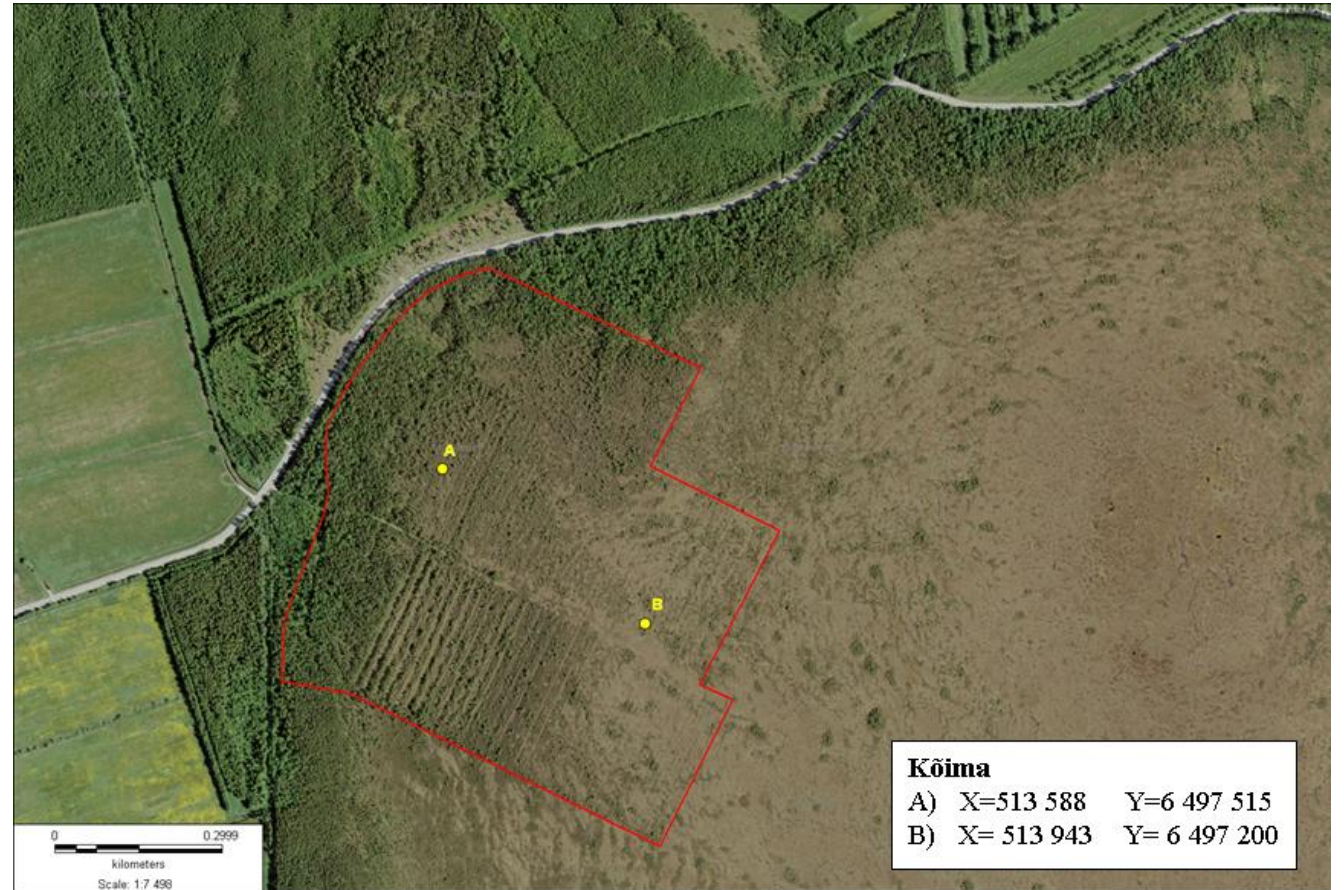 A
B
Kõima
A) X=513 588 Y=6 497 515
B) X= 513 943 Y= 6 497 200
0 0.2999
kilometers
Scale: 1:7 498